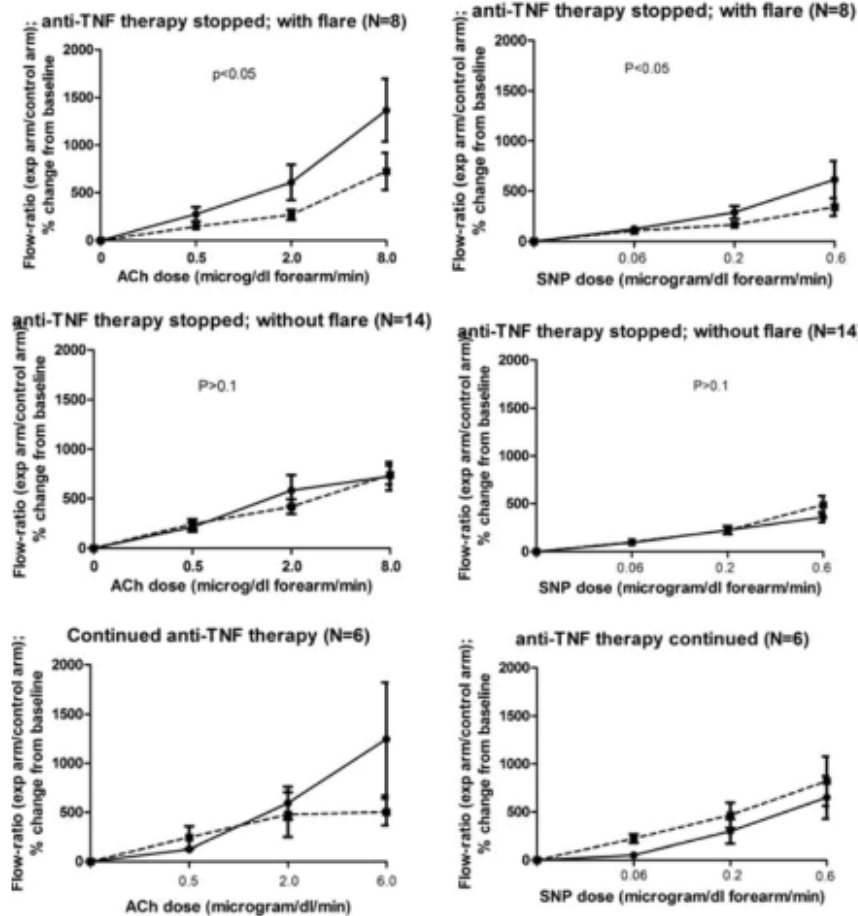 anti-TNF therapy stopped; with flare (N=8)
Flow-ratio (exp arm/control arm);
% change from baseline
2000
1500
1000
500
0
p<0.05
0 0.5 2.0 8.0
ACh dose (microg/dl forearm/min)
anti-TNF therapy stopped; with flare (N=8)
Flow-ratio (exp arm/control arm);
% change from baseline
2000
1500
1000
500
0
P<0.05
0.06 0.2 0.6
SNP dose (microgram/dl forearm/min)
anti-TNF therapy stopped; without flare (N=14)
Flow-ratio (exp arm/control arm);
% change from baseline
2000
1500
1000
500
0
P>0.1
0 0.5 2.0 8.0
ACh dose (microg/dl forearm/min)
anti-TNF therapy stopped; without flare (N=14)
Flow-ratio (exp arm/control arm);
% change from baseline
2000
1500
1000
500
0
P>0.1
0.06 0.2 0.6
SNP dose (microgram/dl forearm/min)
Continued anti-TNF therapy (N=6)
Flow-ratio (exp arm/control arm);
% change from baseline
2000
1500
1000
500
0
0.5 2.0 6.0
ACh dose (microgram/dl/min)
anti-TNF therapy continued (N=6)
Flow-ratio (exp arm/control arm);
% change from baseline
2000
1500
1000
500
0
0.06 0.2 0.6
SNP dose (microgram/dl forearm/min)